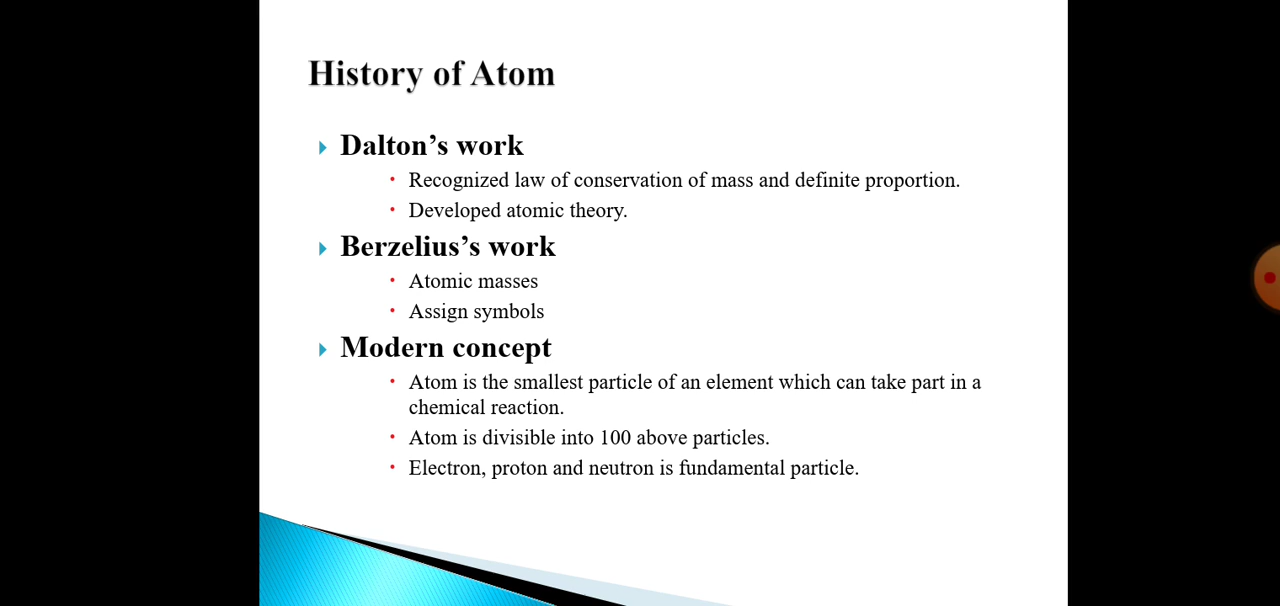 History of Atom
Dalton’s work
Recognized law of conservation of mass and definite proportion.
Developed atomic theory.
Berzelius’s work
Atomic masses
Assign symbols
Modern concept
Atom is the smallest particle of an element which can take part in a
chemical reaction.
Atom is divisible into 100 above particles.
Electron, proton and neutron is fundamental particle.